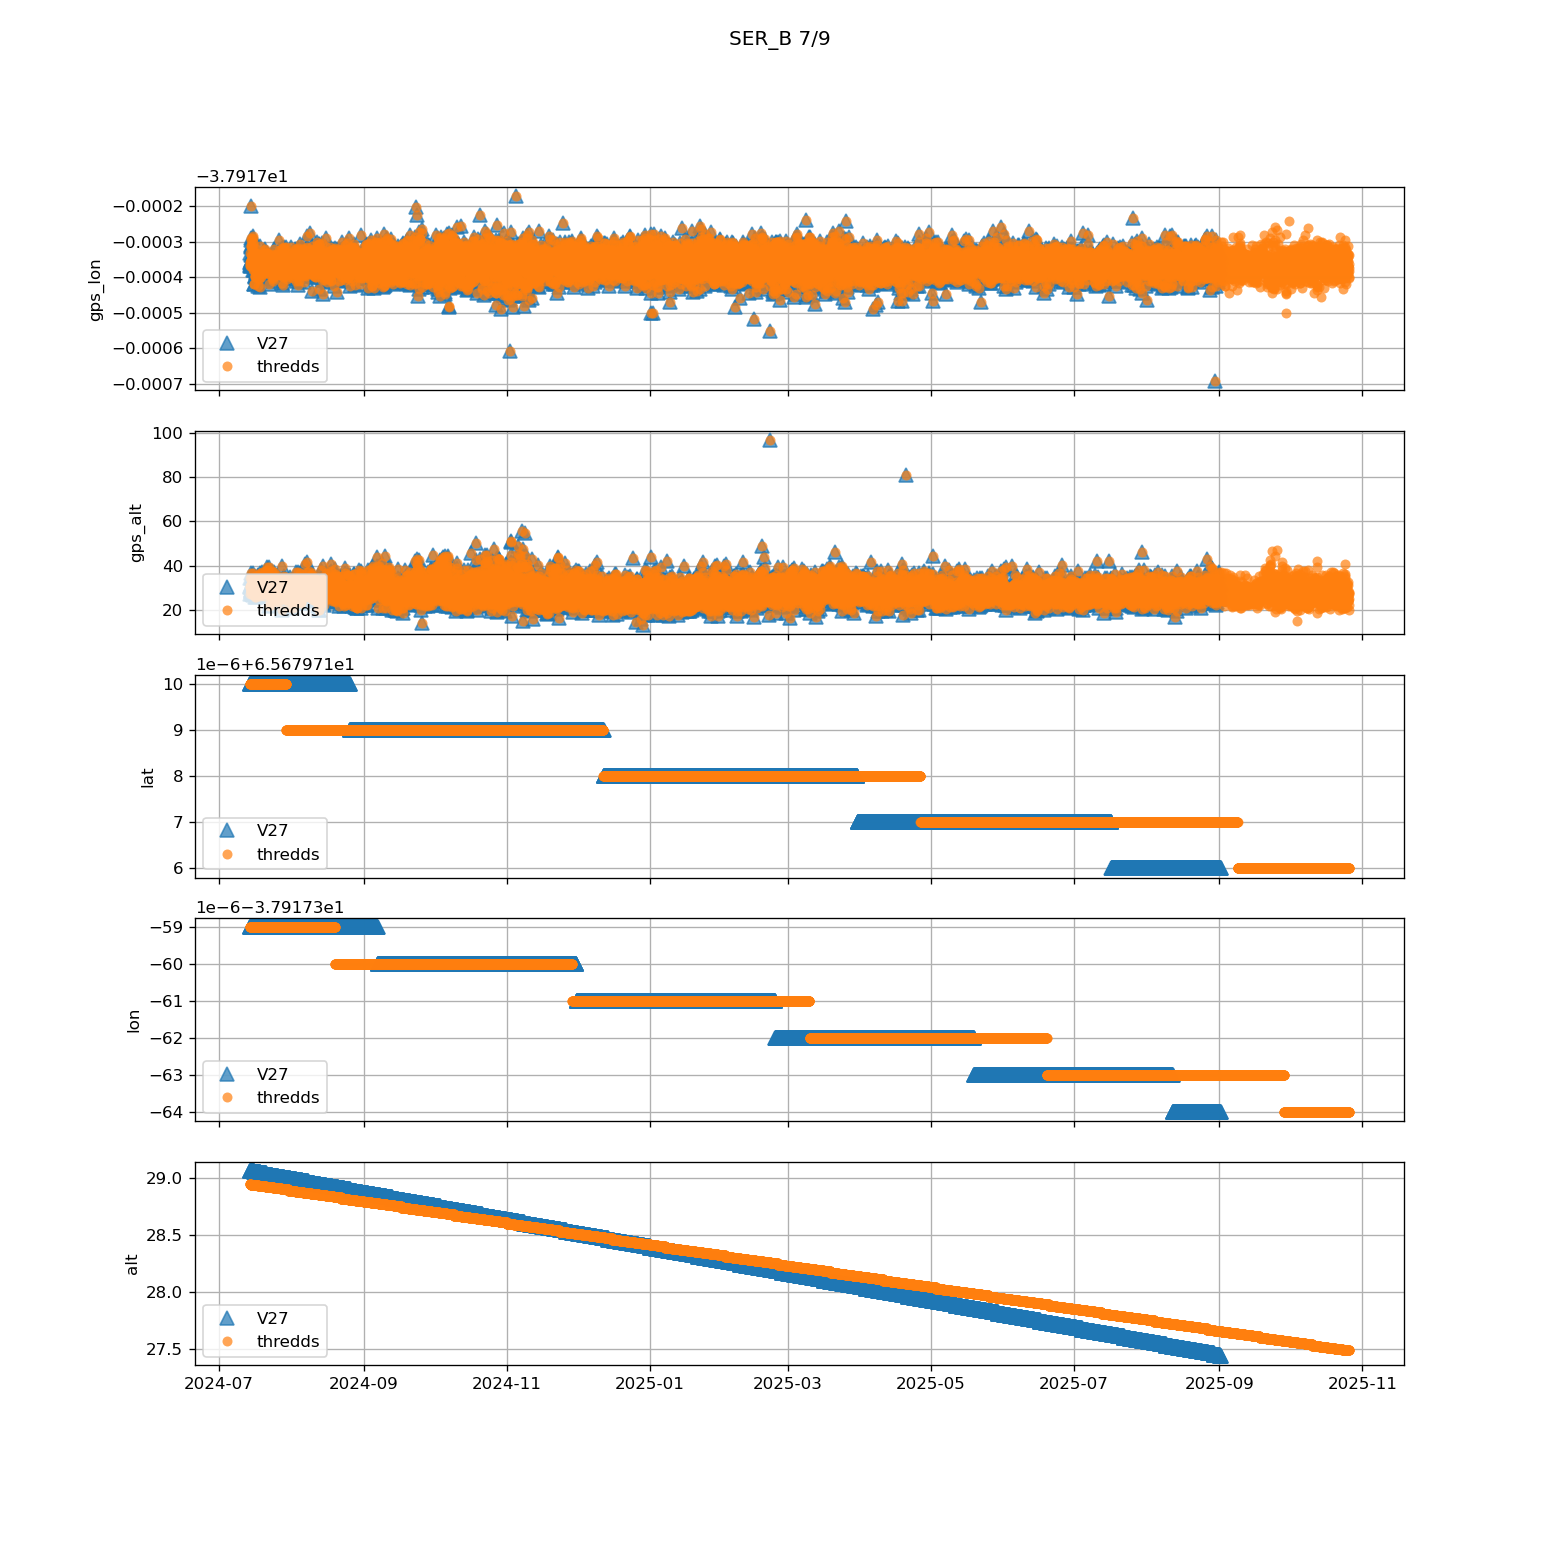 SER_B 7/9
−3.7917e1
−0.0002
−0.0003
−0.0004
−0.0005
−0.0006
−0.0007
gps_lon
V27
thredds
100
80
60
40
20
gps_alt
V27
thredds
1e−6+6.567971e1
10
9
8
7
6
lat
V27
thredds
1e−6−3.79173e1
−59
−60
−61
−62
−63
−64
lon
V27
thredds
29.0
28.5
28.0
27.5
alt
V27
thredds
2024-07 2024-09 2024-11 2025-01 2025-03 2025-05 2025-07 2025-09 2025-11